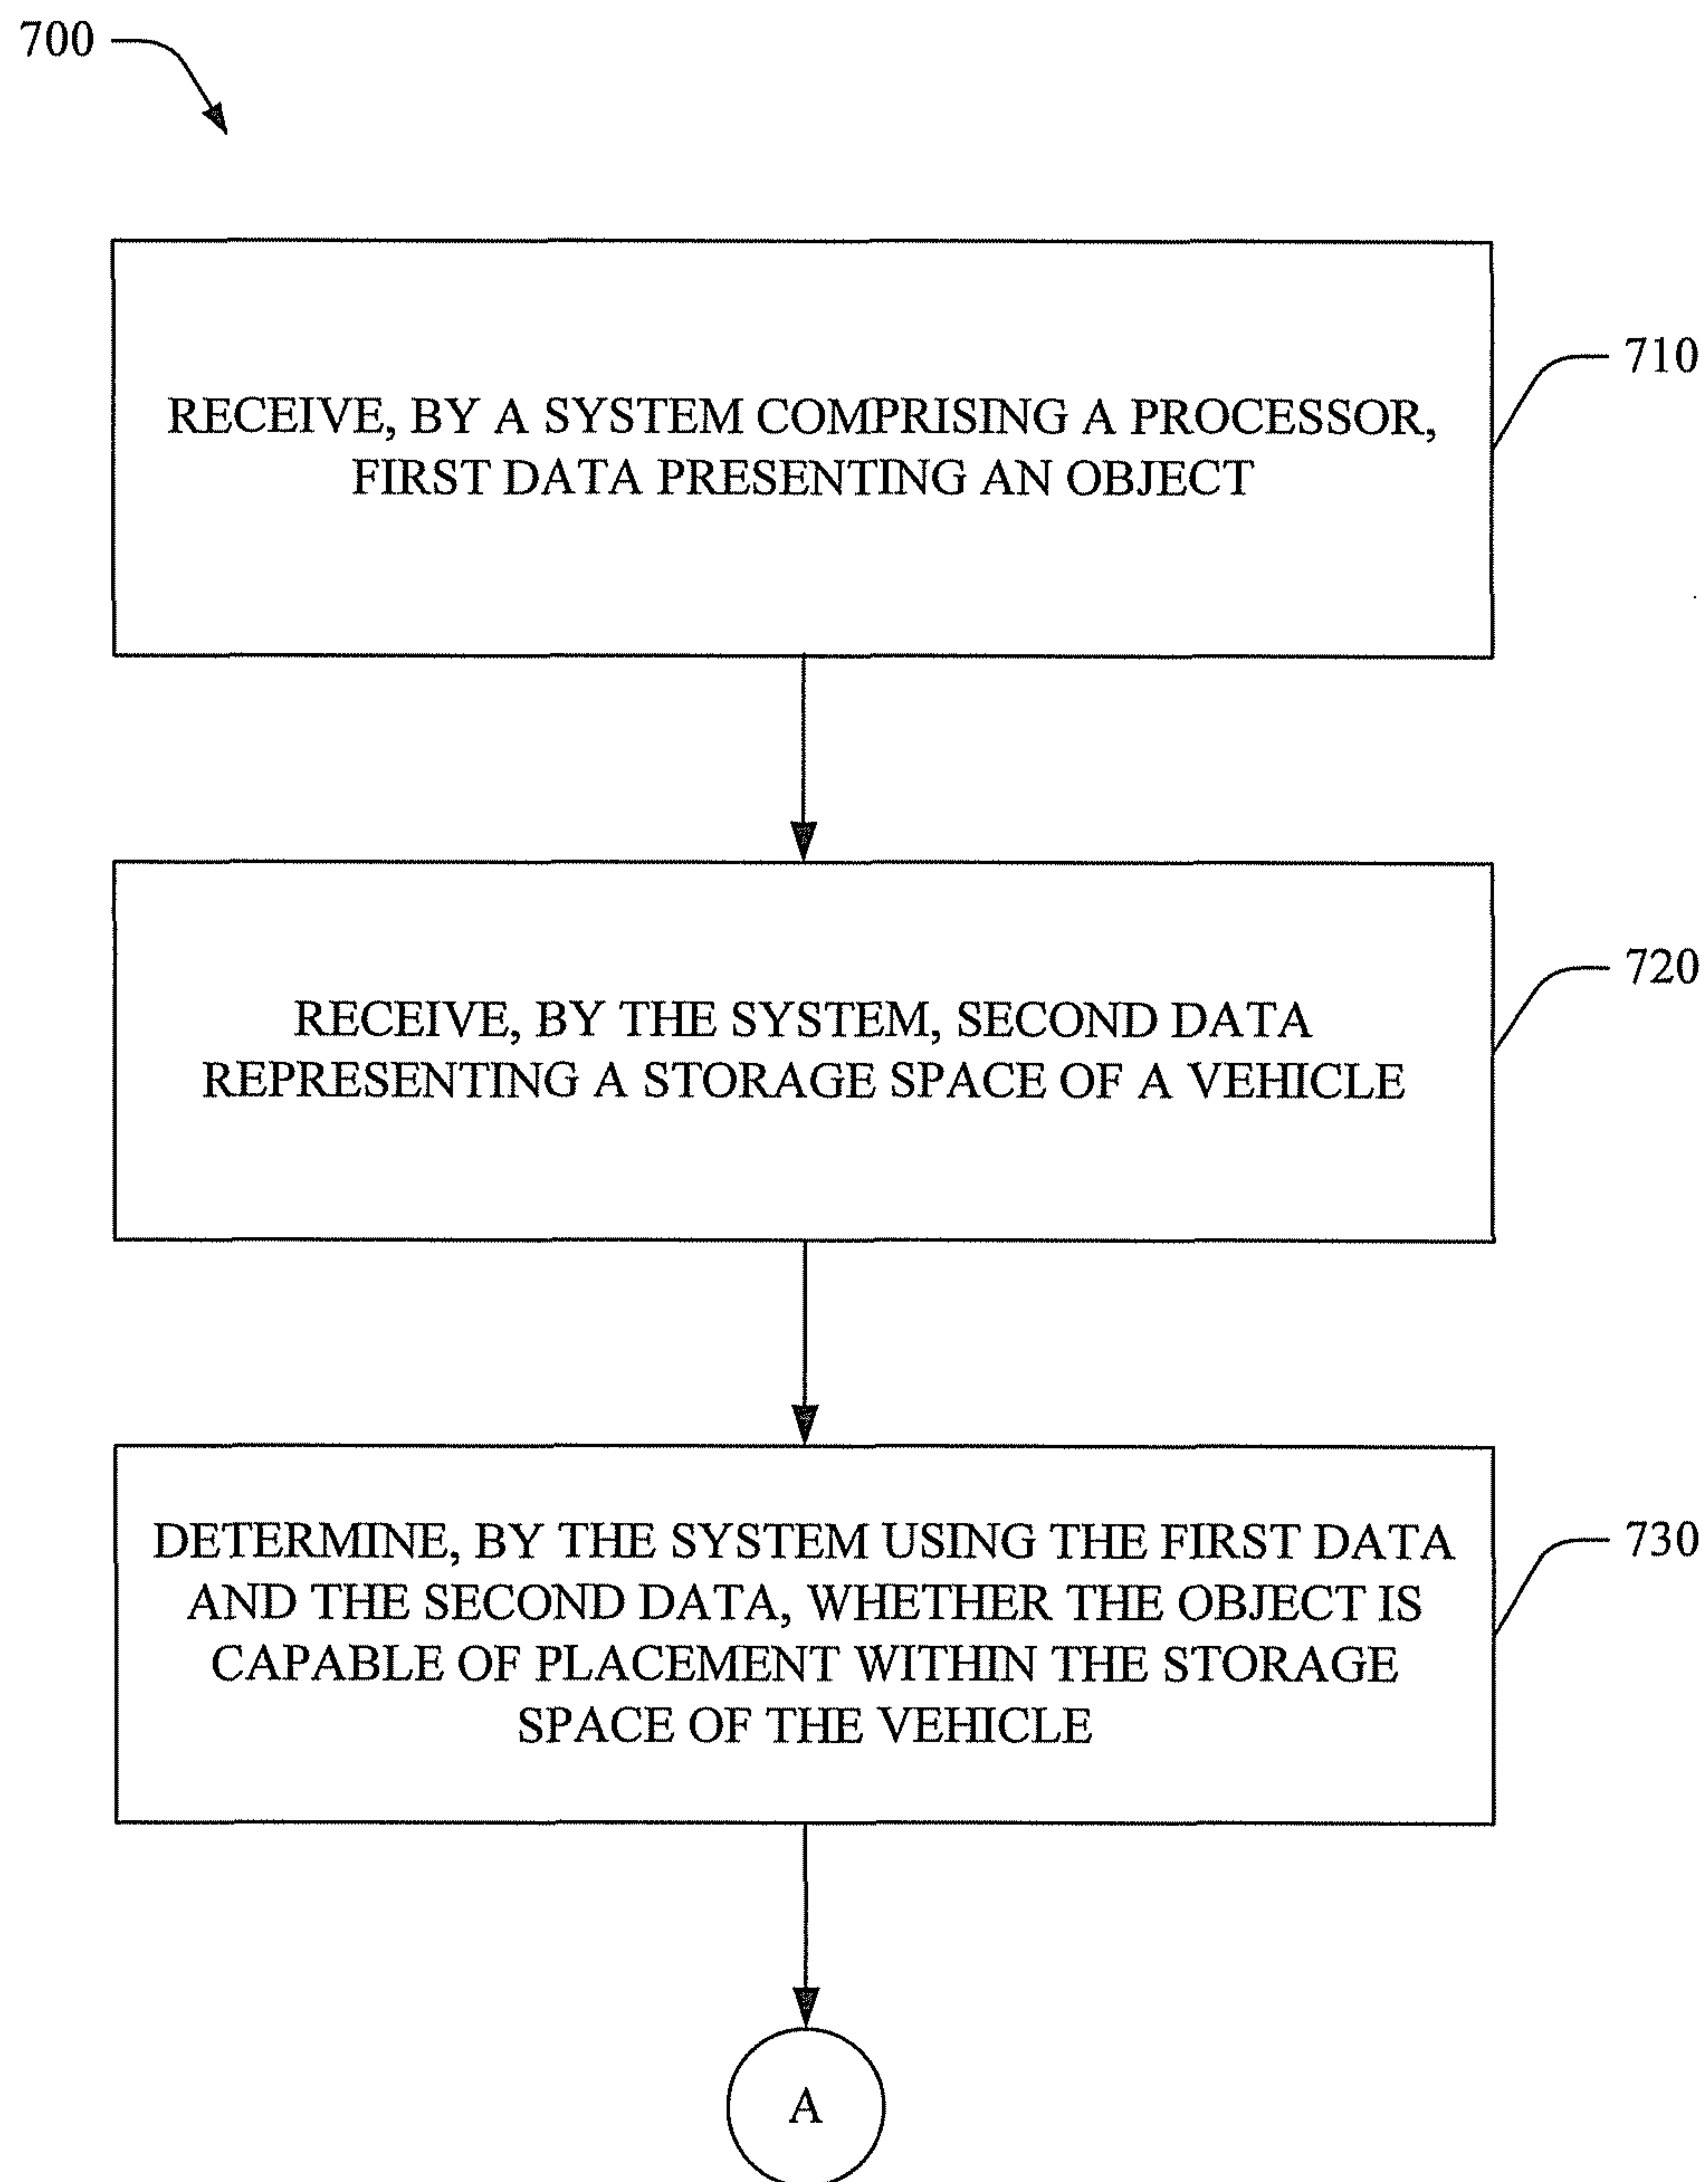 700
RECEIVE, BY A SYSTEM COMPRISING A PROCESSOR,
FIRST DATA PRESENTING AN OBJECT
710
RECEIVE, BY THE SYSTEM, SECOND DATA
REPRESENTING A STORAGE SPACE OF A VEHICLE
720
DETERMINE, BY THE SYSTEM USING THE FIRST DATA
AND THE SECOND DATA, WHETHER THE OBJECT IS
CAPABLE OF PLACEMENT WITHIN THE STORAGE
SPACE OF THE VEHICLE
730
A